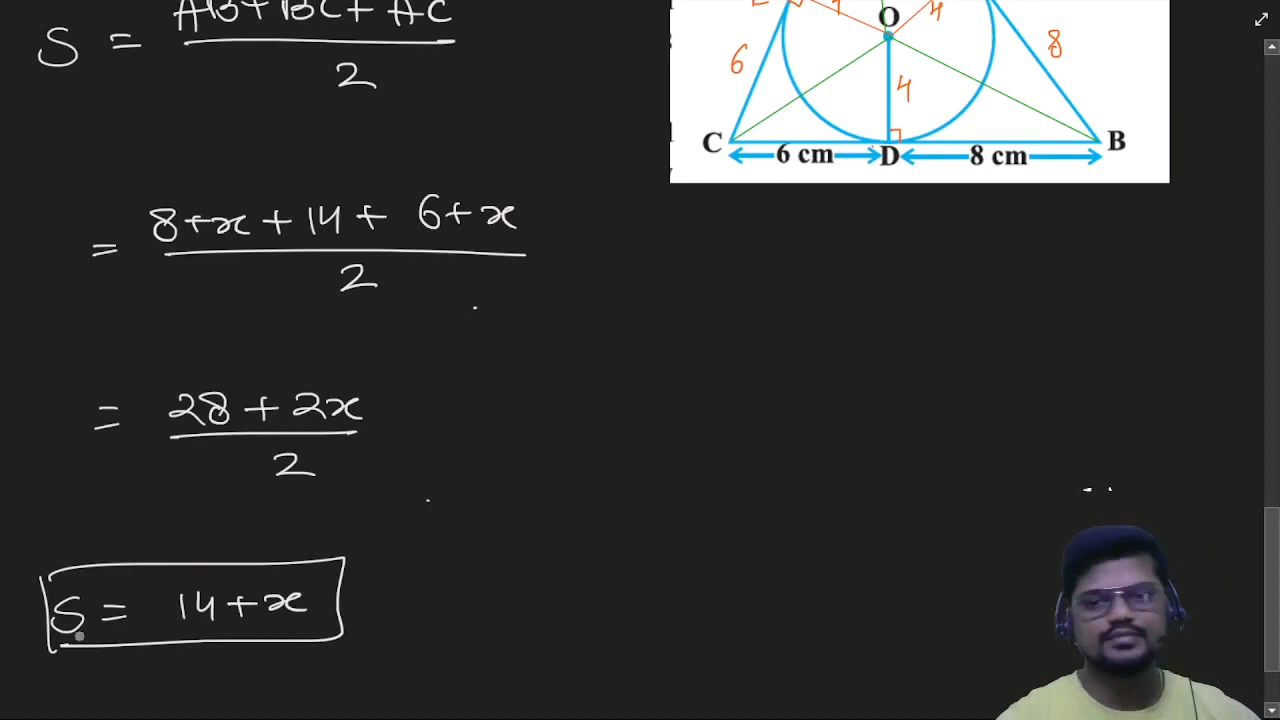 S = AB + BC + AC
2
= 8+x + 14 + 6+x
2
= 28 + 2x
2
S = 14+x
O
4
4
6
8
C
D
B
6 cm
8 cm